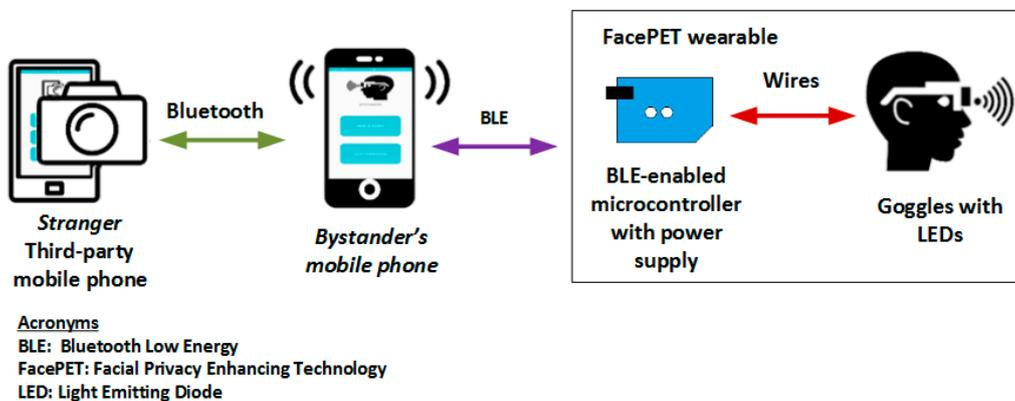 FacePET wearable
Bluetooth
BLE
Wires
Stranger
Third-party
mobile phone
Bystander's
mobile phone
BLE-enabled
microcontroller
with power
supply
Goggles with
LEDs
Acronyms
BLE: Bluetooth Low Energy
FacePET: Facial Privacy Enhancing Technology
LED: Light Emitting Diode